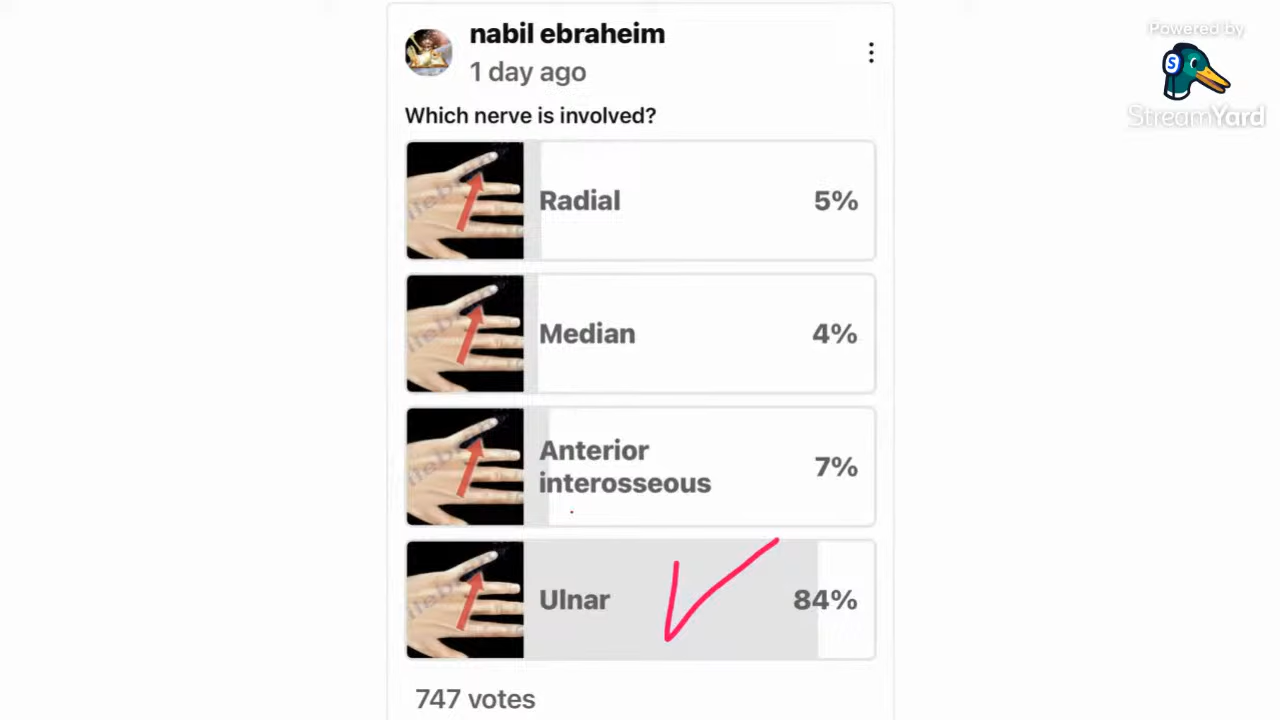 nabil ebraheim
1 day ago
Powered by
StreamYard
Which nerve is involved?
Radial 5%
Median 4%
Anterior
interosseous 7%
Ulnar 84%
747 votes